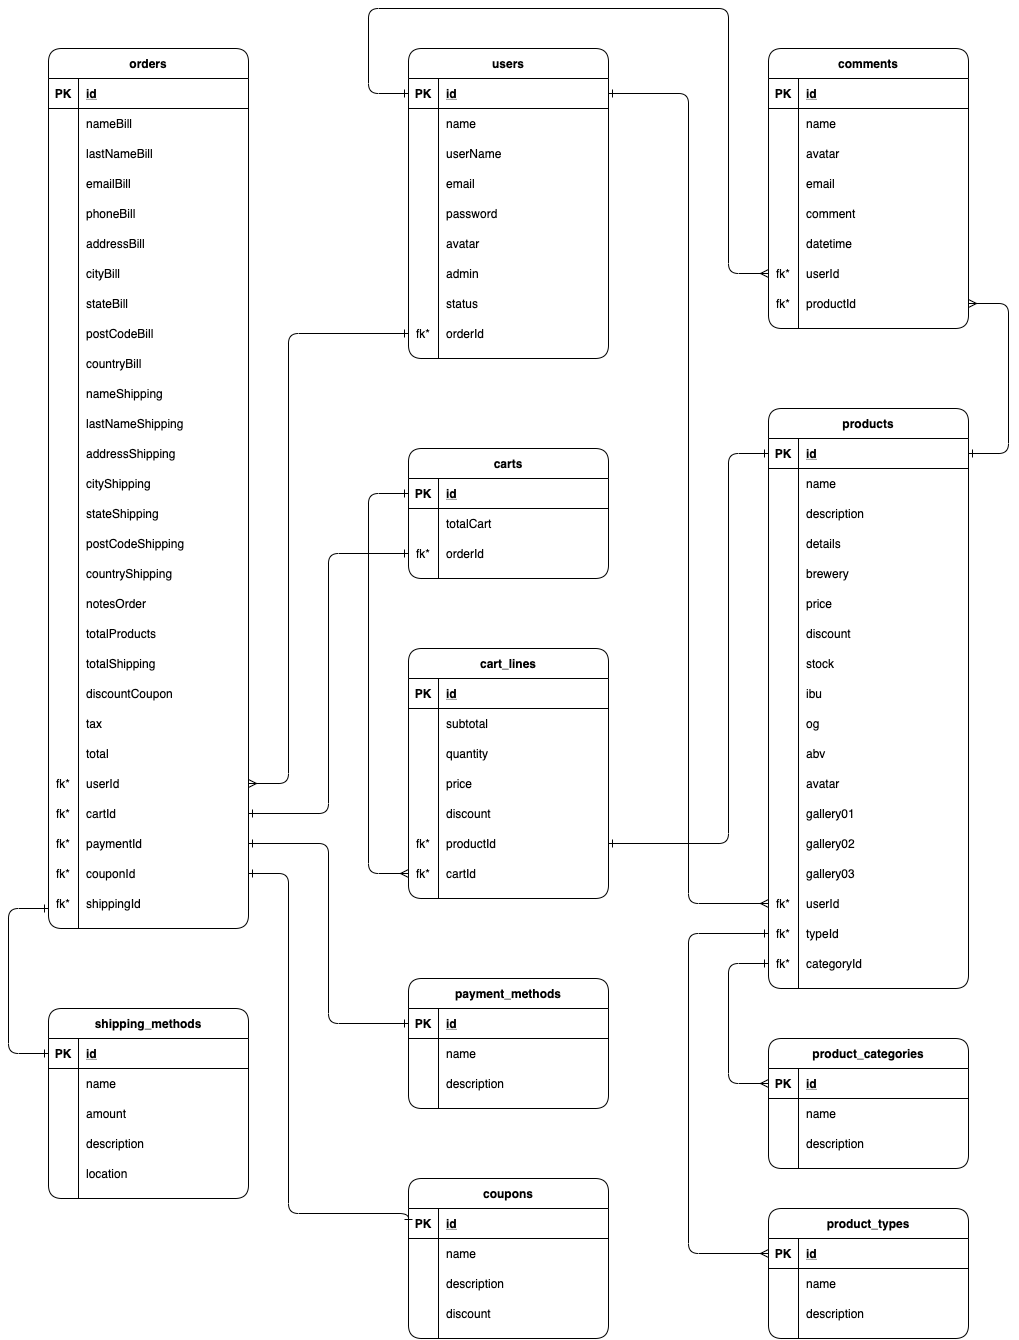 orders
PK id
nameBill
lastNameBill
emailBill
phoneBill
addressBill
cityBill
stateBill
postCodeBill
countryBill
nameShipping
lastNameShipping
addressShipping
cityShipping
stateShipping
postCodeShipping
countryShipping
notesOrder
totalProducts
totalShipping
discountCoupon
tax
total
fk* userId
fk* cartId
fk* paymentId
fk* couponId
fk* shippingId
shipping_methods
PK id
name
amount
description
location
users
PK id
name
userName
email
password
avatar
admin
status
fk* orderId
carts
PK id
totalCart
fk* orderId
cart_lines
PK id
subtotal
quantity
price
discount
fk* productId
fk* cartId
payment_methods
PK id
name
description
coupons
PK id
name
description
discount
comments
PK id
name
avatar
email
comment
datetime
fk* userId
fk* productId
products
PK id
name
description
details
brewery
price
discount
stock
ibu
og
abv
avatar
gallery01
gallery02
gallery03
fk* userId
fk* typeId
fk* categoryId
product_categories
PK id
name
description
product_types
PK id
name
description